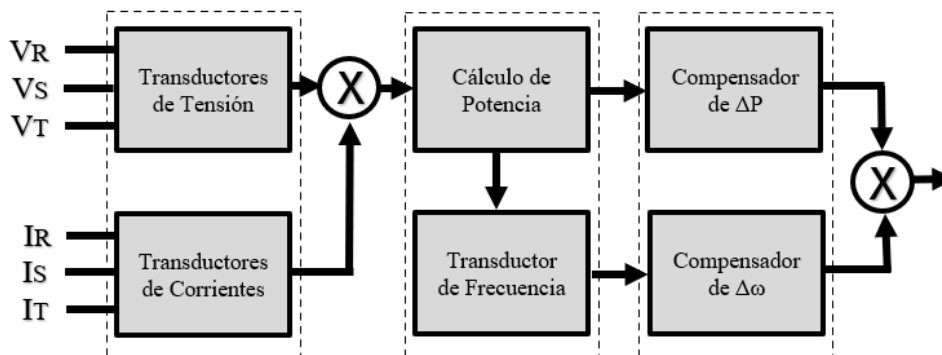 VR
VS
VT
Transductores
de Tensión
X
Cálculo de
Potencia
Compensador
de ΔP
X
IR
IS
IT
Transductores
de Corrientes
Transductor
de Frecuencia
Compensador
de Δω